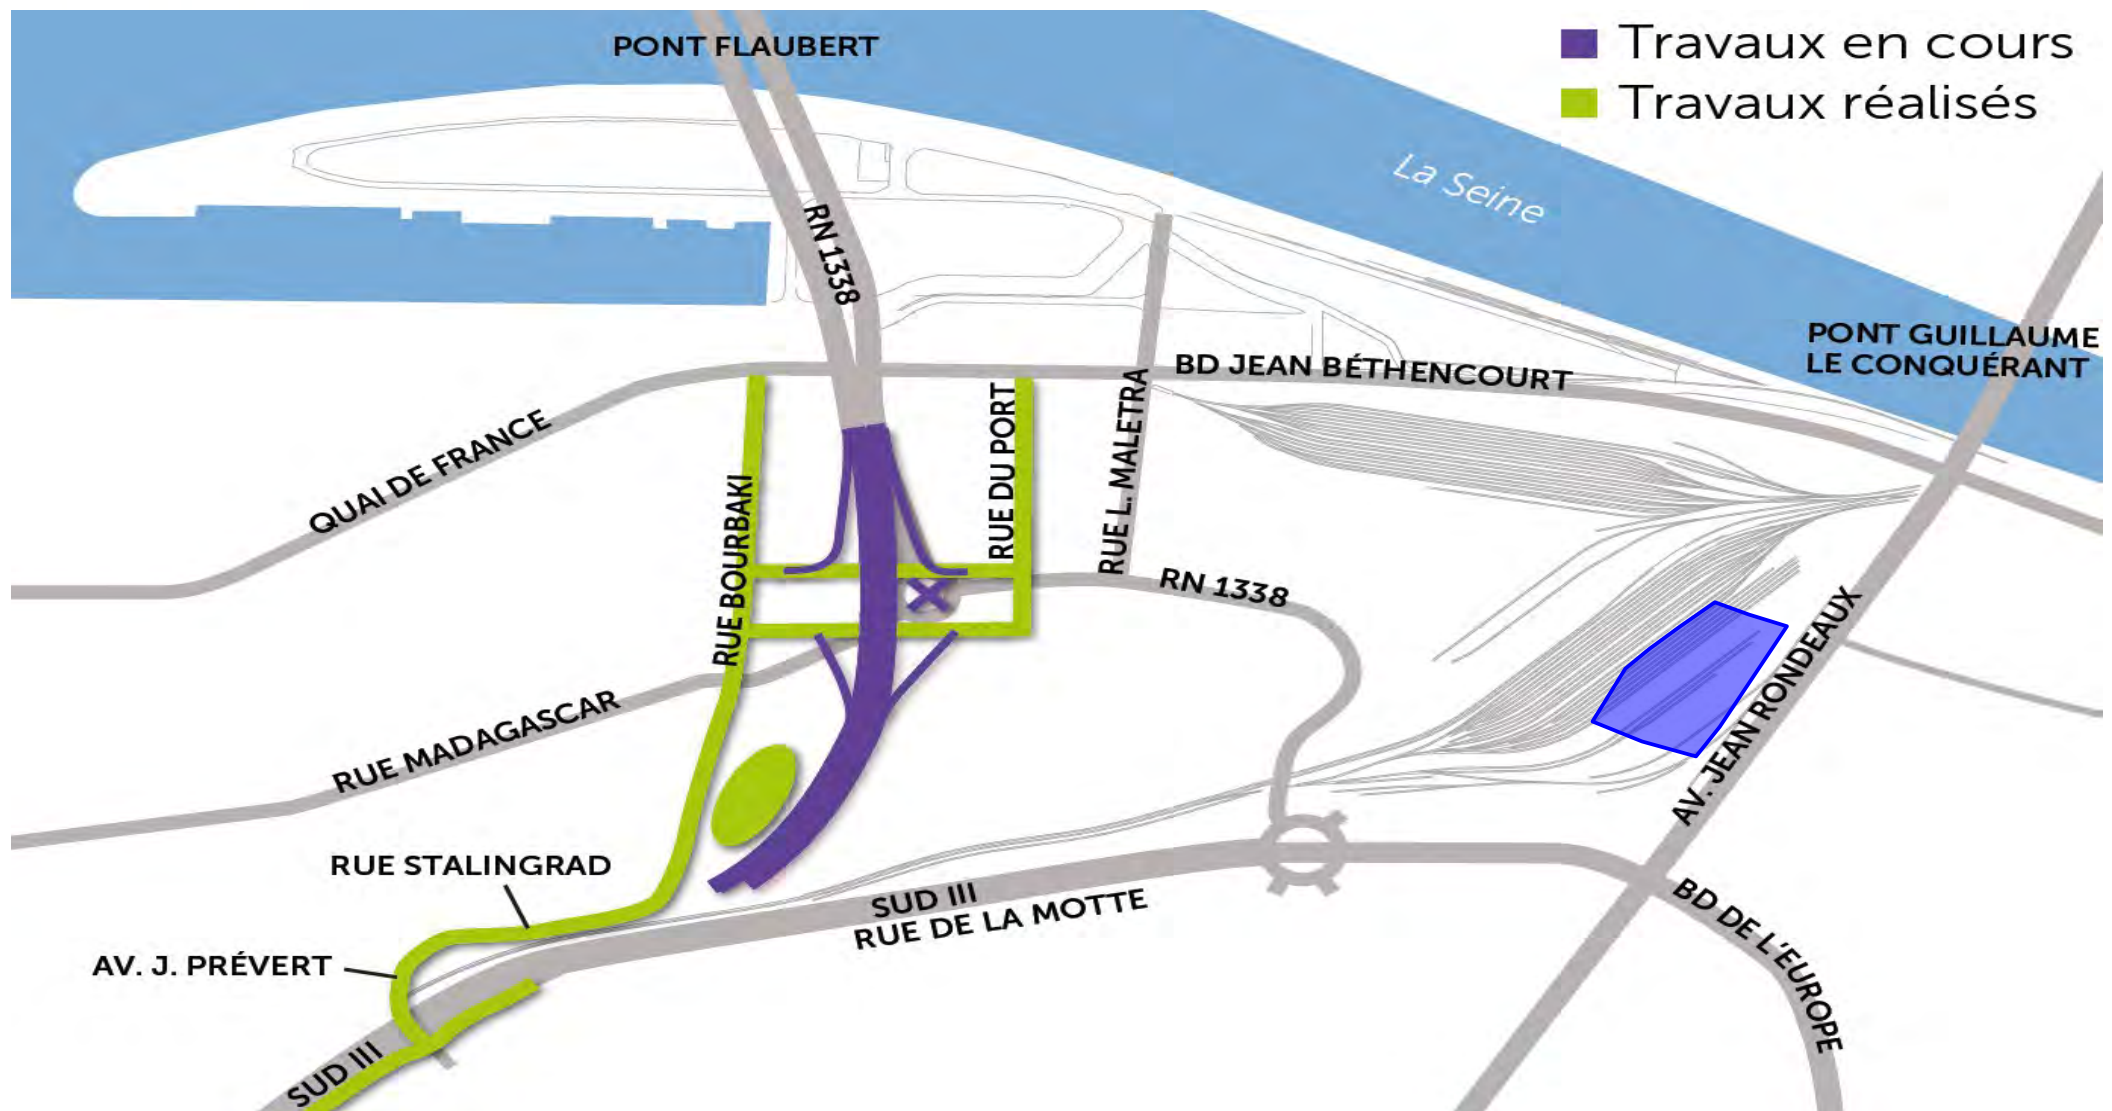 PONT FLAUBERT
Travaux en cours
Travaux réalisés
La Seine
RN 1338
PONT GUILLAUME
LE CONQUÉRANT
BD JEAN BÉTHENCOURT
QUAI DE FRANCE
RUE BOURBAKI
RUE DU PORT
RUE L. MALETRA
RN 1338
AV. JEAN RONDEAUX
RUE MADAGASCAR
RUE STALINGRAD
AV. J. PRÉVERT
SUD III
RUE DE LA MOTTE
BD DE L'EUROPE
SUD III